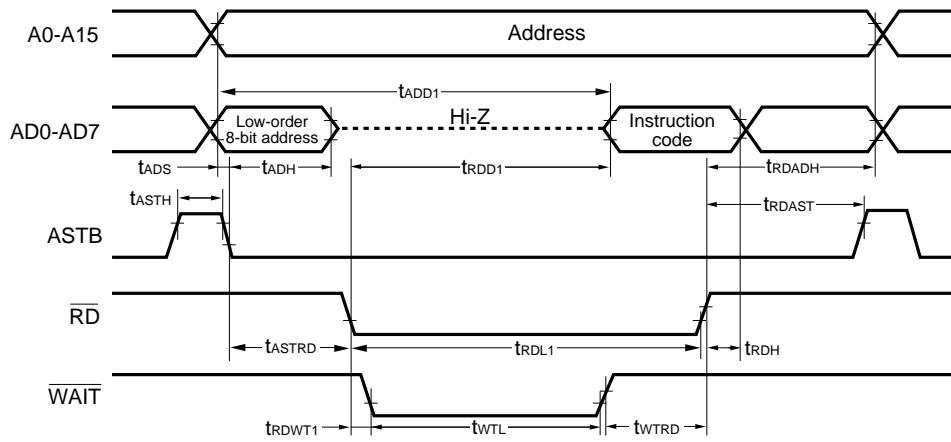 A0-A15
Address
tADD1
AD0-AD7
Low-order
8-bit address
Hi-Z
Instruction
code
tADS
tADH
tRDD1
tRDADH
tASTH
tRDAST
ASTB
RD
tASTRD
tRDL1
tRDH
WAIT
tRDWT1
tWTL
tWTRD